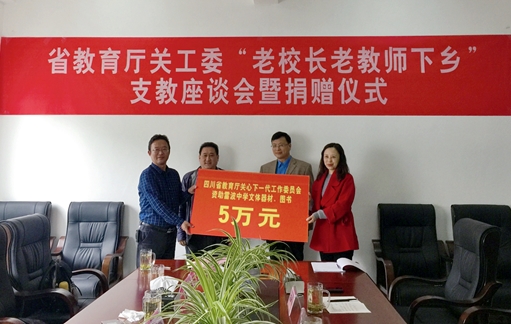 省教育厅关工委“老校长老教师下乡”
支教座谈会暨捐赠仪式
四川省教育厅关心下一代工作委员会
资助雷波中学文体器材、图书
5万元